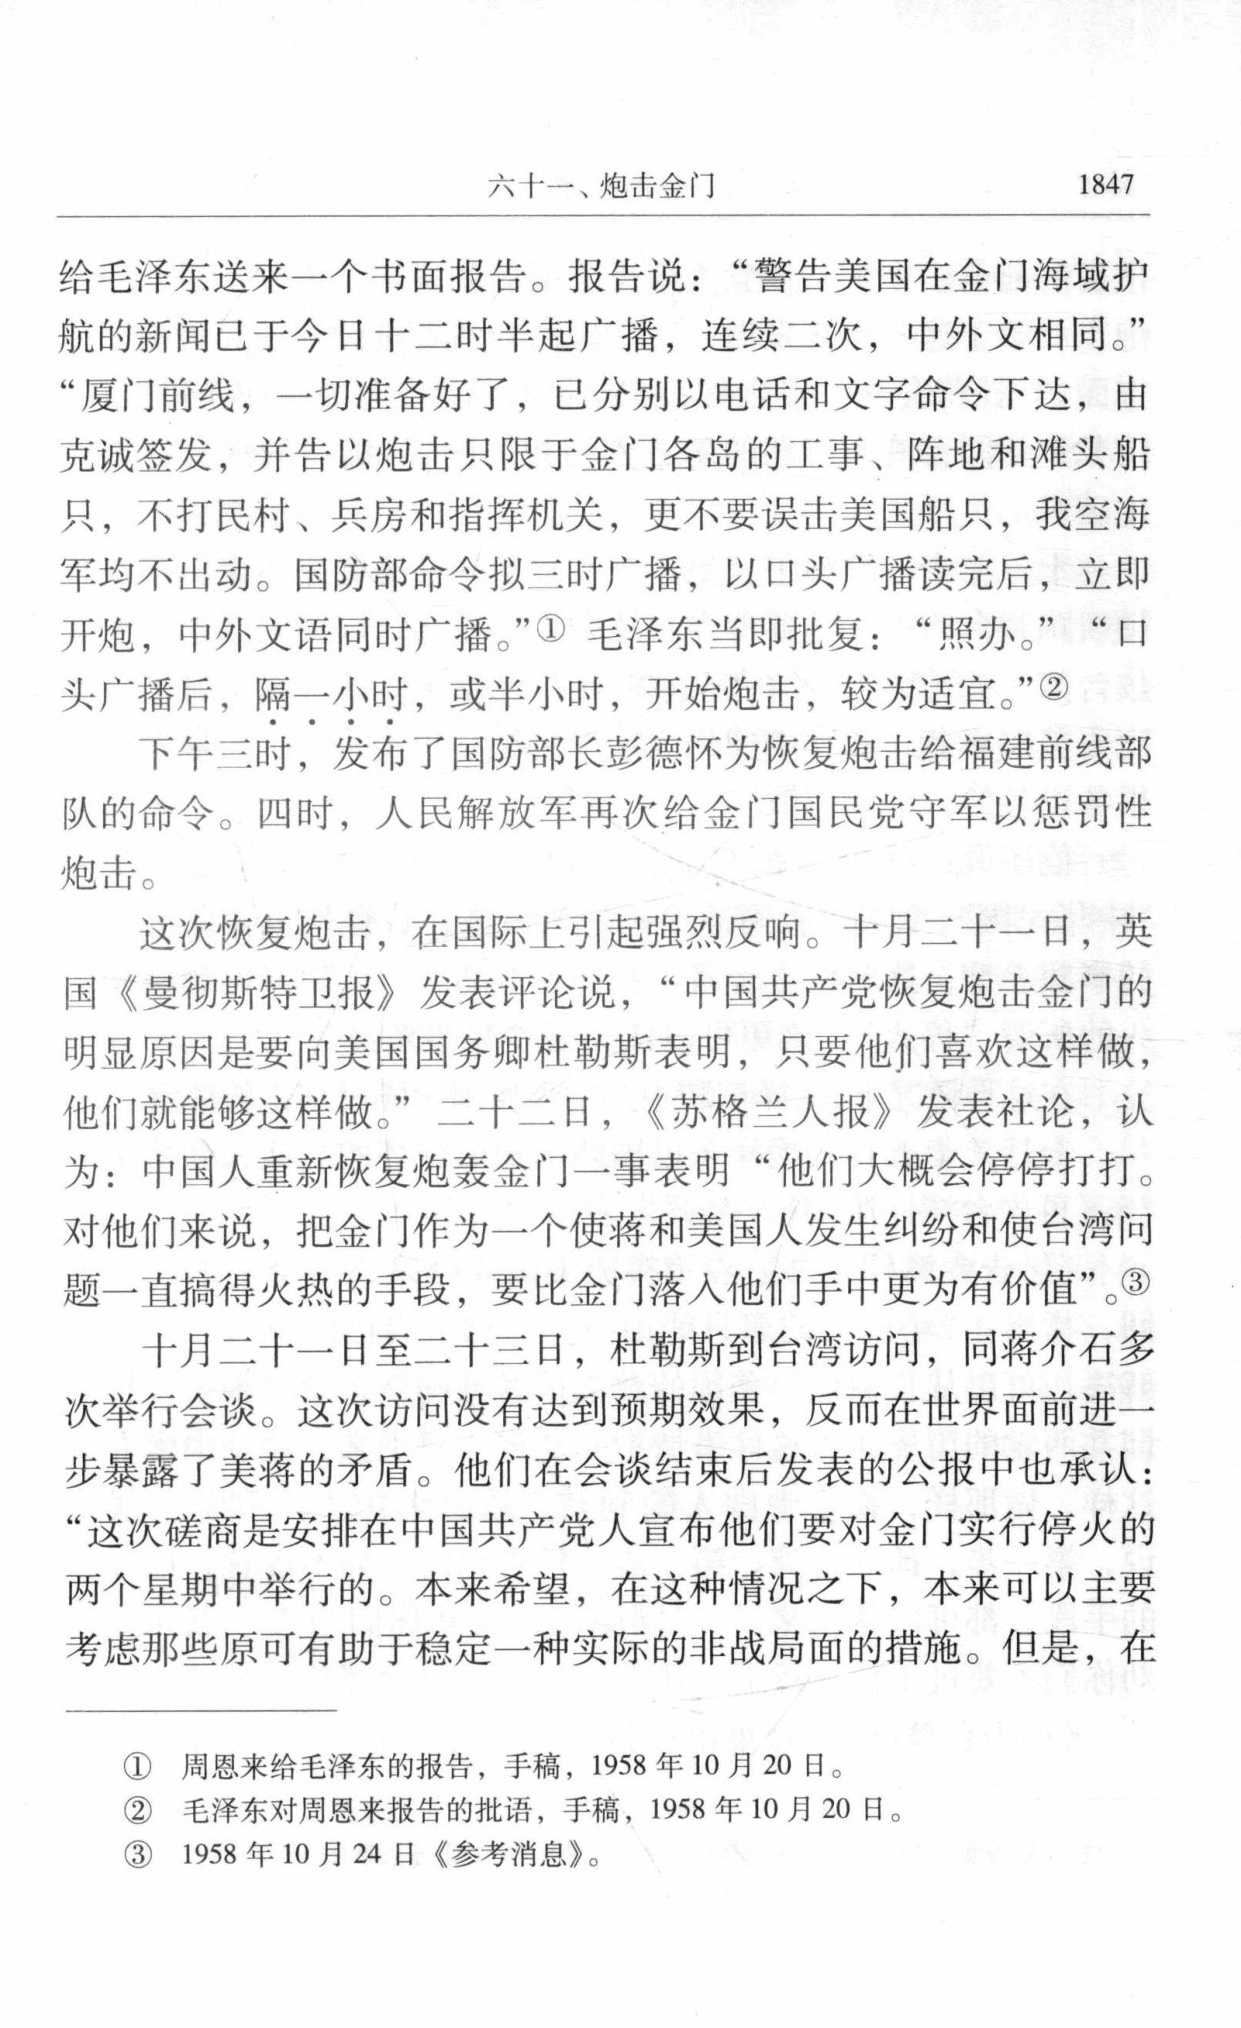 六十一、炮击金门 1847
给毛泽东送来一个书面报告。报告说：“警告美国在金门海域护
航的新闻已于今日十二时半起广播，连续二次，中外文相同。”
“厦门前线，一切准备好了，已分别以电话和文字命令下达，由
克诚签发，并告以炮击只限于金门各岛的工事、阵地和滩头船
只，不打民村、兵房和指挥机关，更不要误击美国船只，我空海
军均不出动。国防部命令拟三时广播，以口头广播读完后，立即
开炮，中外文语同时广播。”① 毛泽东当即批复：“照办。”“口
头广播后，隔一小时，或半小时，开始炮击，较为适宜。”②
下午三时，发布了国防部长彭德怀为恢复炮击给福建前线部
队的命令。四时，人民解放军再次给金门国民党守军以惩罚性
炮击。
这次恢复炮击，在国际上引起强烈反响。十月二十一日，英
国《曼彻斯特卫报》发表评论说，“中国共产党恢复炮击金门的
明显原因是要向美国国务卿杜勒斯表明，只要他们喜欢这样做，
他们就能够这样做。”二十二日，《苏格兰人报》发表社论，认
为：中国人重新恢复炮轰金门一事表明“他们大概会停停打打。
对他们来说，把金门作为一个使蒋和美国人发生纠纷和使台湾问
题一直搞得火热的手段，要比金门落入他们手中更为有价值”。③
十月二十一日至二十三日，杜勒斯到台湾访问，同蒋介石多
次举行会谈。这次访问没有达到预期效果，反而在世界面前进一
步暴露了美蒋的矛盾。他们在会谈结束后发表的公报中也承认：
“这次磋商是安排在中国共产党人宣布他们要对金门实行停火的
两个星期中举行的。本来希望，在这种情况之下，本来可以主要
考虑那些原可有助于稳定一种实际的非战局面的措施。但是，在
① 周恩来给毛泽东的报告，手稿，1958 年 10 月 20 日。
② 毛泽东对周恩来报告的批语，手稿，1958 年 10 月 20 日。
③ 1958 年 10 月 24 日《参考消息》。